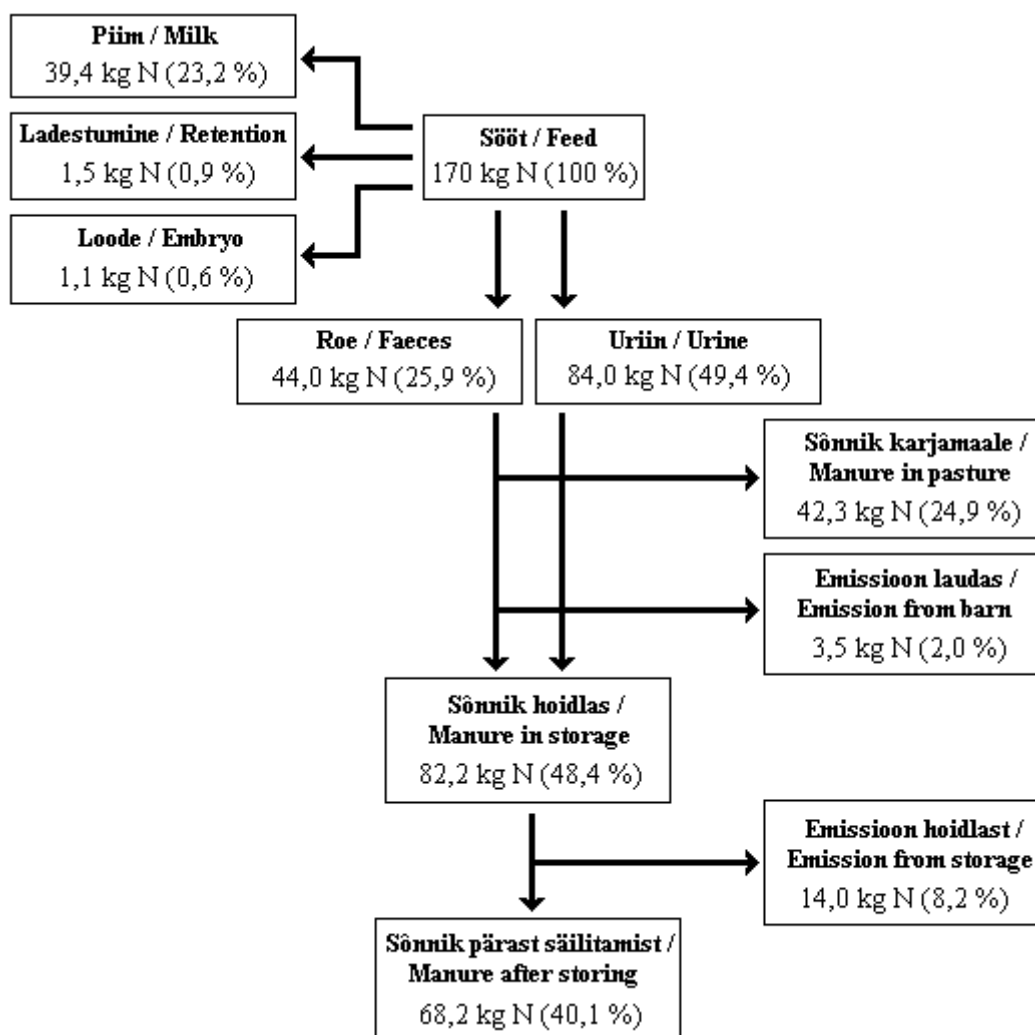 Piim / Milk
39,4 kg N (23,2 %)
Ladestumine / Retention
1,5 kg N (0,9 %)
Loode / Embryo
1,1 kg N (0,6 %)
Sööt / Feed
170 kg N (100 %)
Roe / Faeces
44,0 kg N (25,9 %)
Uriin / Urine
84,0 kg N (49,4 %)
Sônnik karjamaale /
Manure in pasture
42,3 kg N (24,9 %)
Emissioon laudas /
Emission from barn
3,5 kg N (2,0 %)
Sônnik hoidlas /
Manure in storage
82,2 kg N (48,4 %)
Emissioon hoidlast /
Emission from storage
14,0 kg N (8,2 %)
Sônnik pärast säilitamist /
Manure after storing
68,2 kg N (40,1 %)